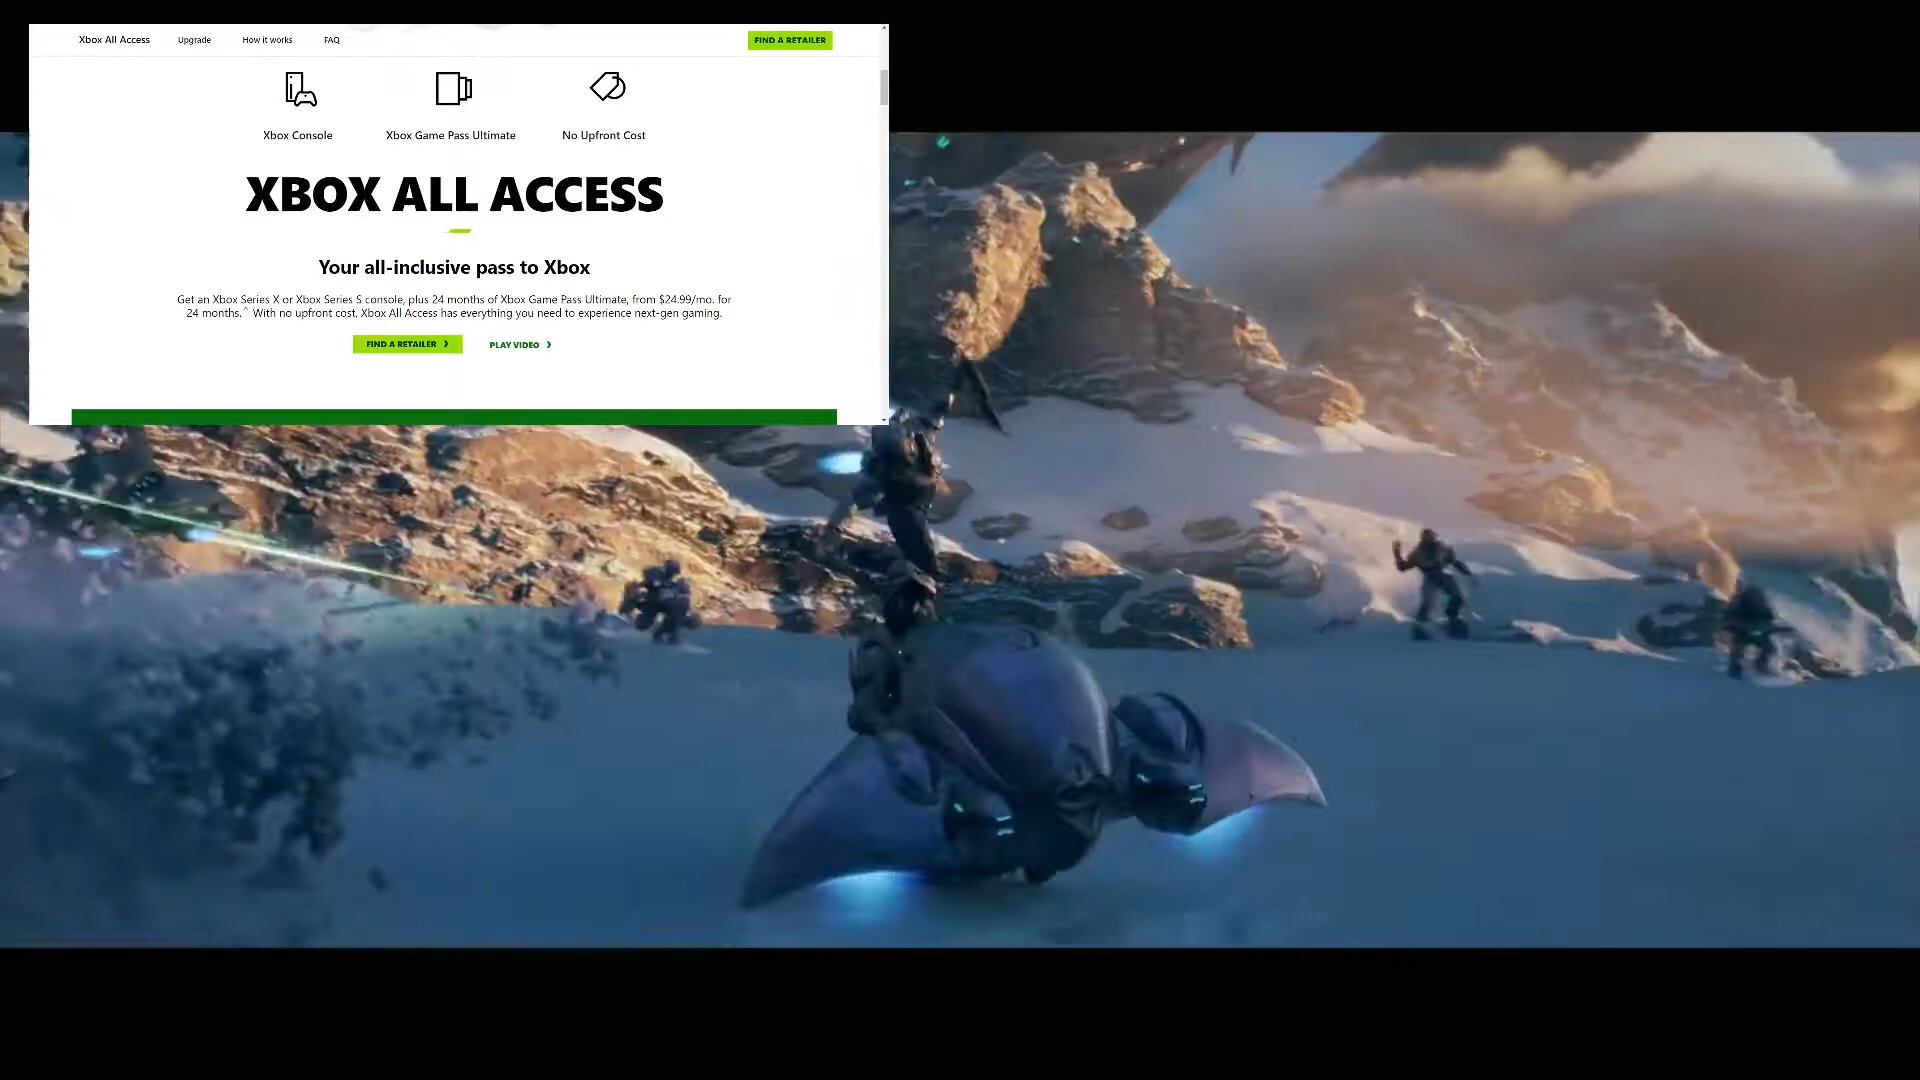 Xbox All Access Upgrade How it works FAQ FIND A RETAILER
Xbox Console Xbox Game Pass Ultimate No Upfront Cost
XBOX ALL ACCESS
Your all-inclusive pass to Xbox
Get an Xbox Series X or Xbox Series S console, plus 24 months of Xbox Game Pass Ultimate, from $24.99/mo. for
24 months.^ With no upfront cost, Xbox All Access has everything you need to experience next-gen gaming.
FIND A RETAILER PLAY VIDEO